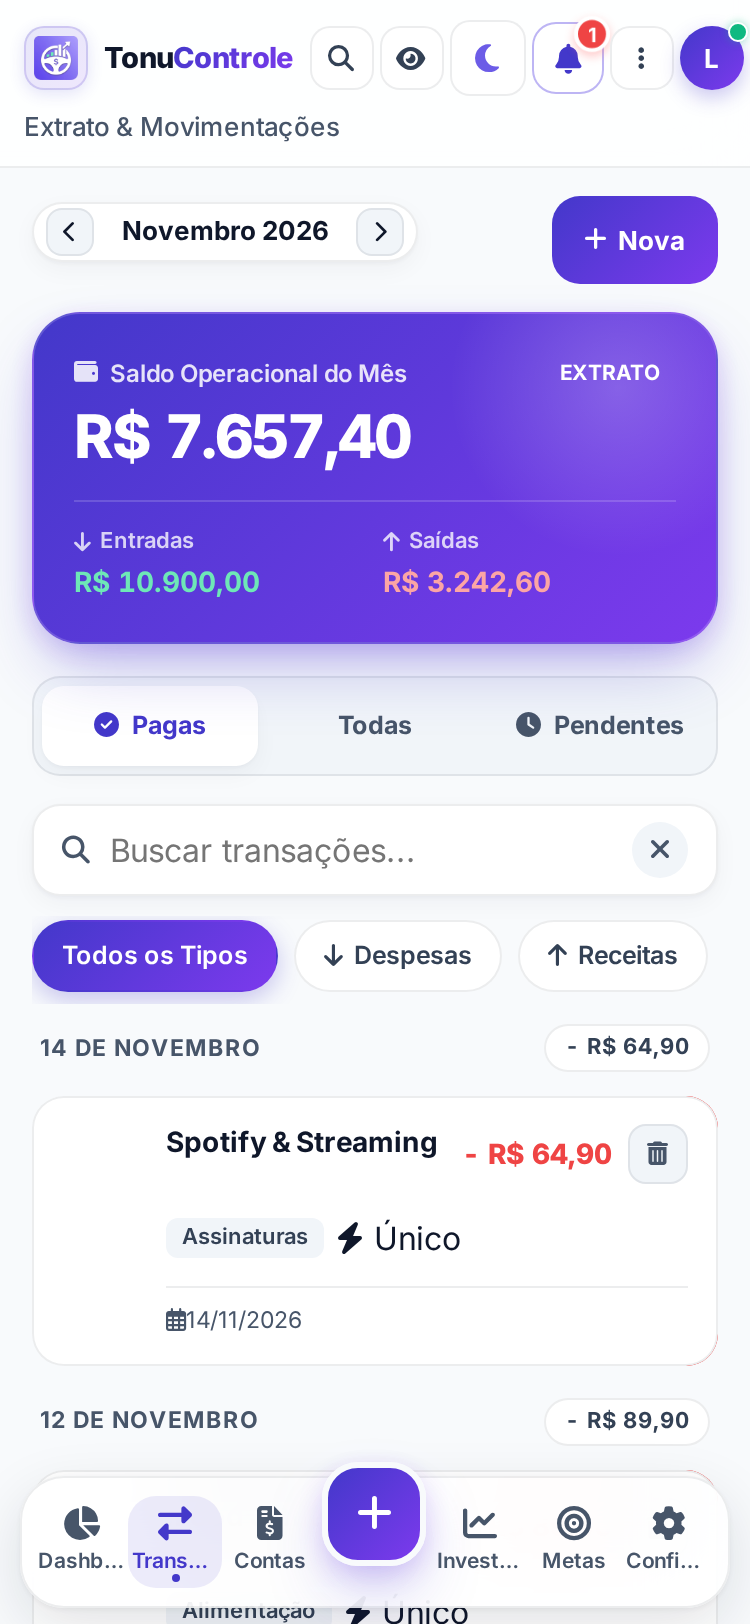 TonuControle
1
L
Extrato & Movimentações
Novembro 2026
+ Nova
Saldo Operacional do Mês
EXTRATO
R$ 7.657,40
↓ Entradas
↑ Saídas
R$ 10.900,00
R$ 3.242,60
Pagas
Todas
Pendentes
Buscar transações...
Todos os Tipos
↓ Despesas
↑ Receitas
14 DE NOVEMBRO
- R$ 64,90
Spotify & Streaming
- R$ 64,90
Assinaturas
Único
14/11/2026
12 DE NOVEMBRO
- R$ 89,90
Dashb...
Trans...
Contas
Invest...
Metas
Confi...
Alimentação
Único